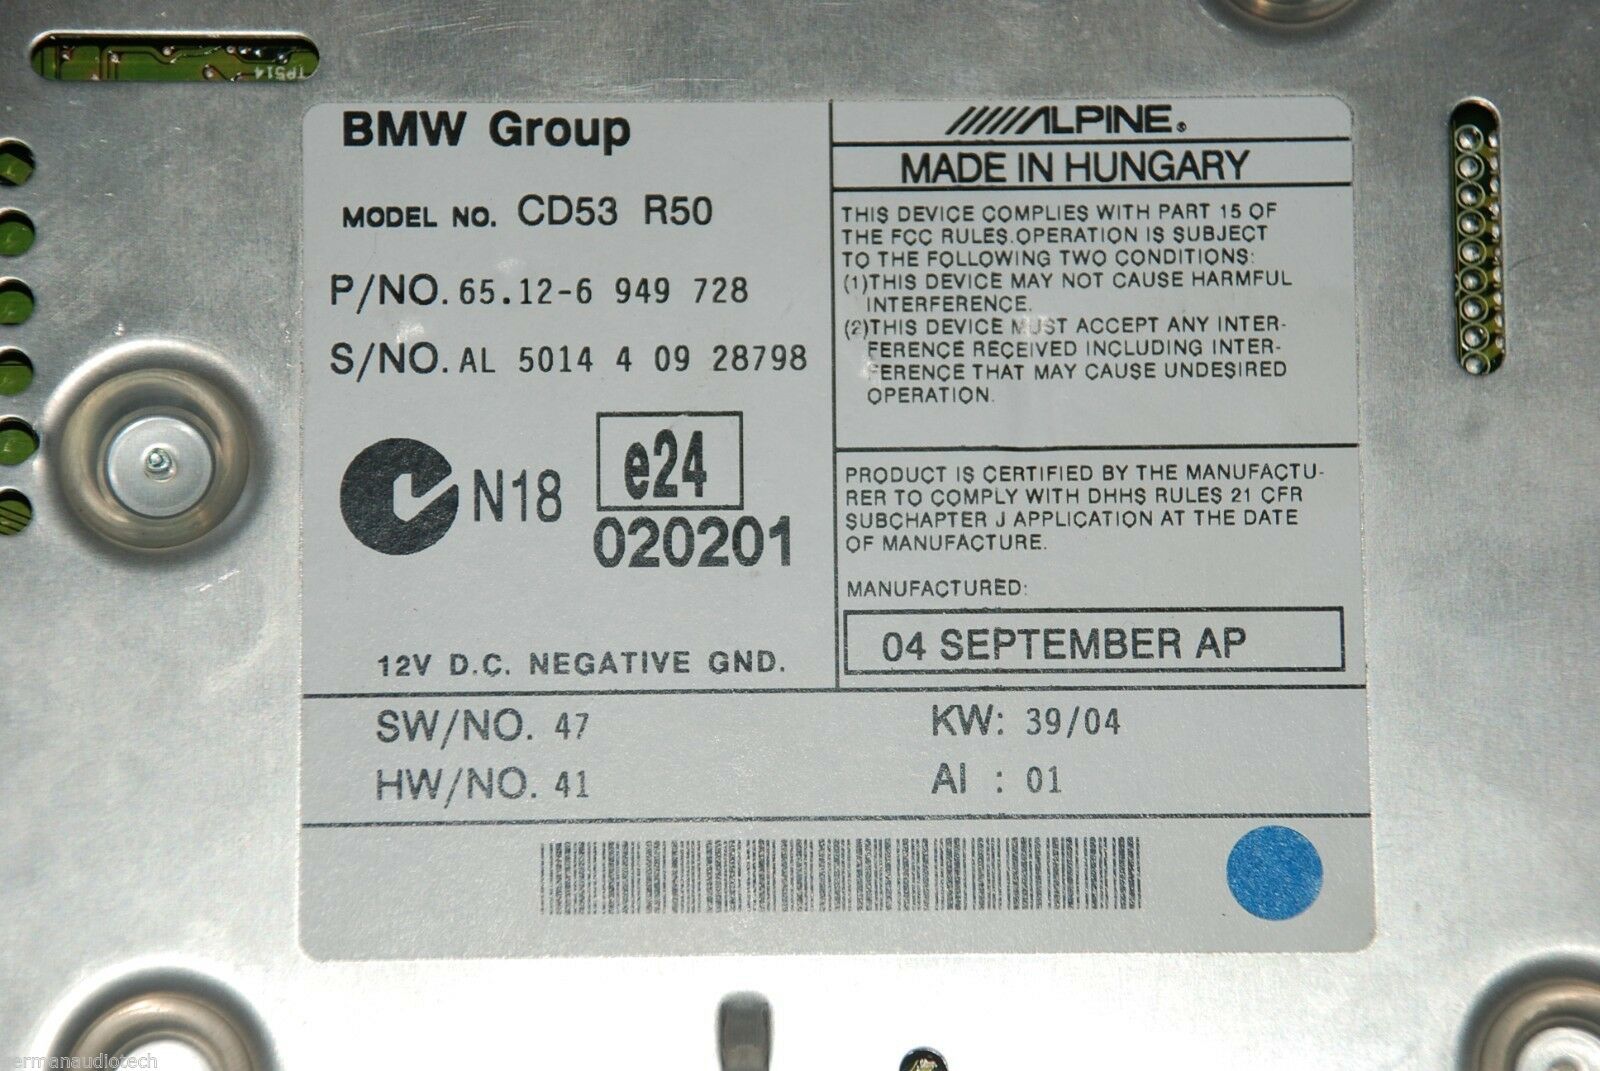 TP514
BMW Group
MODEL NO. CD53 R50
P/NO. 65.12-6 949 728
S/NO. AL 5014 4 09 28798
N18
e24
020201
12V D.C. NEGATIVE GND.
ALPINE
MADE IN HUNGARY
THIS DEVICE COMPLIES WITH PART 15 OF
THE FCC RULES.OPERATION IS SUBJECT
TO THE FOLLOWING TWO CONDITIONS:
(1)THIS DEVICE MAY NOT CAUSE HARMFUL
INTERFERENCE.
(2)THIS DEVICE MUST ACCEPT ANY INTER-
FERENCE RECEIVED INCLUDING INTER-
FERENCE THAT MAY CAUSE UNDESIRED
OPERATION.
PRODUCT IS CERTIFIED BY THE MANUFACTU-
RER TO COMPLY WITH DHHS RULES 21 CFR
SUBCHAPTER J APPLICATION AT THE DATE
OF MANUFACTURE.
MANUFACTURED:
04 SEPTEMBER AP
SW/NO. 47
KW: 39/04
HW/NO. 41
AI : 01
ermanaudiotech